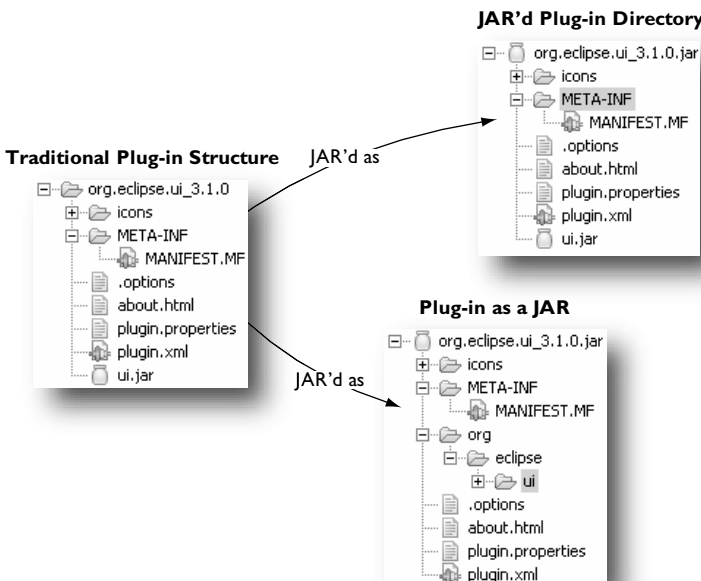 JAR’d Plug-in Directory
org.eclipse.ui_3.1.0.jar
icons
META-INF
MANIFEST.MF
.options
about.html
plugin.properties
plugin.xml
ui.jar
Traditional Plug-in Structure
org.eclipse.ui_3.1.0
icons
META-INF
MANIFEST.MF
.options
about.html
plugin.properties
plugin.xml
ui.jar
JAR’d as
JAR’d as
Plug-in as a JAR
org.eclipse.ui_3.1.0.jar
icons
META-INF
MANIFEST.MF
org
eclipse
ui
.options
about.html
plugin.properties
plugin.xml